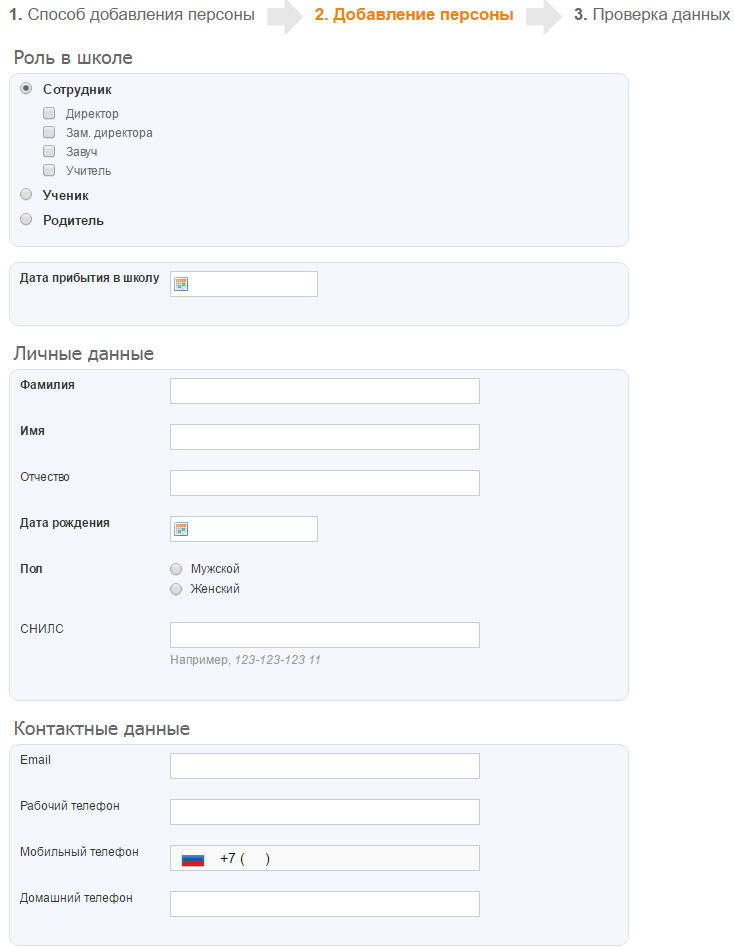 1. Способ добавления персоны 2. Добавление персоны 3. Проверка данных
Роль в школе
Сотрудник
Директор
Зам. директора
Завуч
Учитель
Ученик
Родитель
Дата прибытия в школу
Личные данные
Фамилия
Имя
Отчество
Дата рождения
Пол
Мужской
Женский
СНИЛС
Например, 123-123-123 11
Контактные данные
Email
Рабочий телефон
Мобильный телефон +7 ( )
Домашний телефон